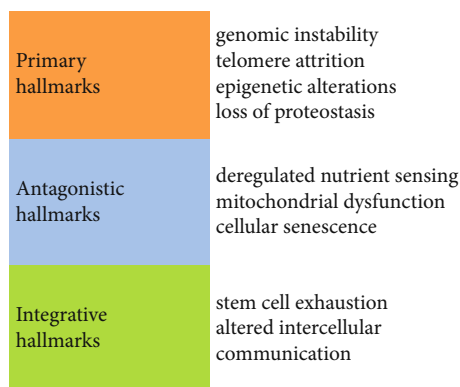 Primary
hallmarks
genomic instability
telomere attrition
epigenetic alterations
loss of proteostasis
Antagonistic
hallmarks
deregulated nutrient sensing
mitochondrial dysfunction
cellular senescence
Integrative
hallmarks
stem cell exhaustion
altered intercellular
communication